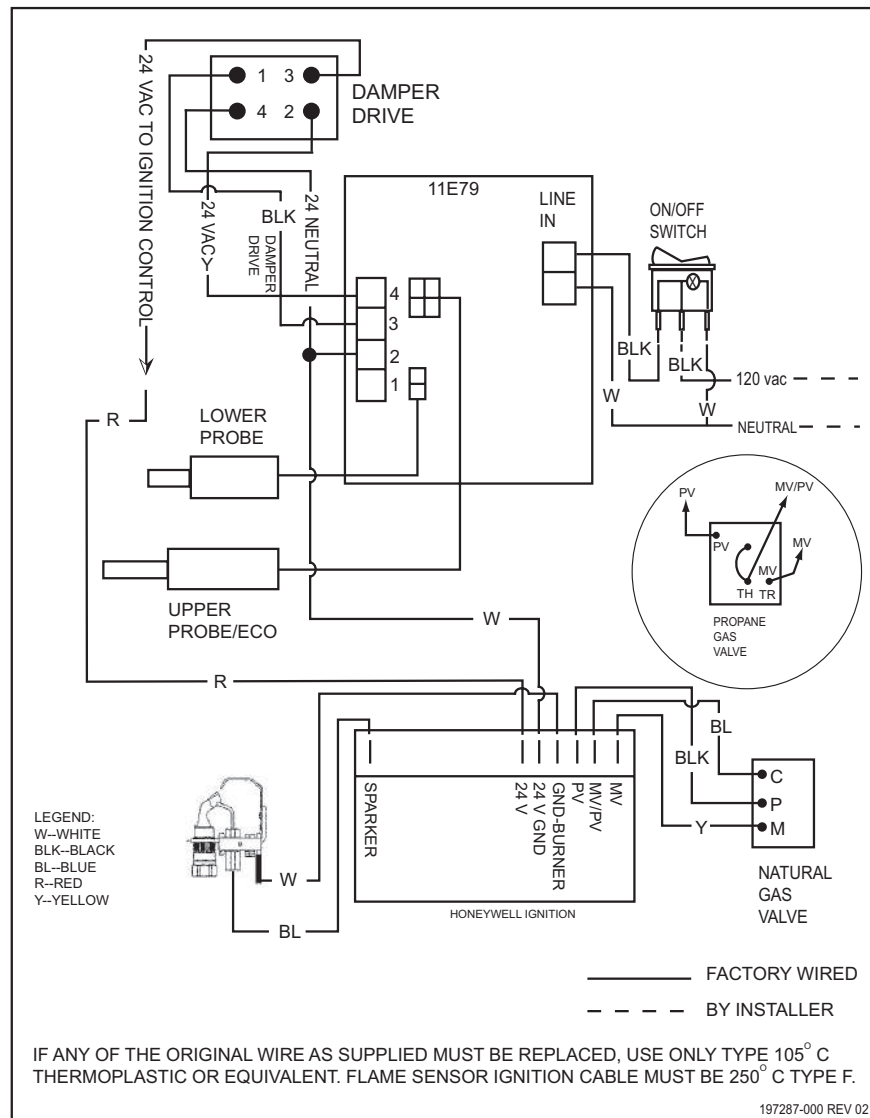 24 VAC TO IGNITION CONTROL
1 3
4 2
DAMPER
DRIVE
24 VAC
Y
BLK
DAMPER
DRIVE
24 NEUTRAL
11E79
LINE
IN
ON/OFF
SWITCH
4
3
2
1
BLK
BLK
W
W
120 vac
NEUTRAL
R
LOWER
PROBE
UPPER
PROBE/ECO
PV
MV/PV
MV
PV
MV
TH TR
PROPANE
GAS
VALVE
W
R
BL
BLK
Y
SPARKER
24 V
24 V GND
GND-BURNER
PV
MV/PV
MV
C
P
M
NATURAL
GAS
VALVE
LEGEND:
W--WHITE
BLK--BLACK
BL--BLUE
R--RED
Y--YELLOW
W
BL
HONEYWELL IGNITION
FACTORY WIRED
BY INSTALLER
IF ANY OF THE ORIGINAL WIRE AS SUPPLIED MUST BE REPLACED, USE ONLY TYPE 105° C
THERMOPLASTIC OR EQUIVALENT. FLAME SENSOR IGNITION CABLE MUST BE 250° C TYPE F.
197287-000 REV 02